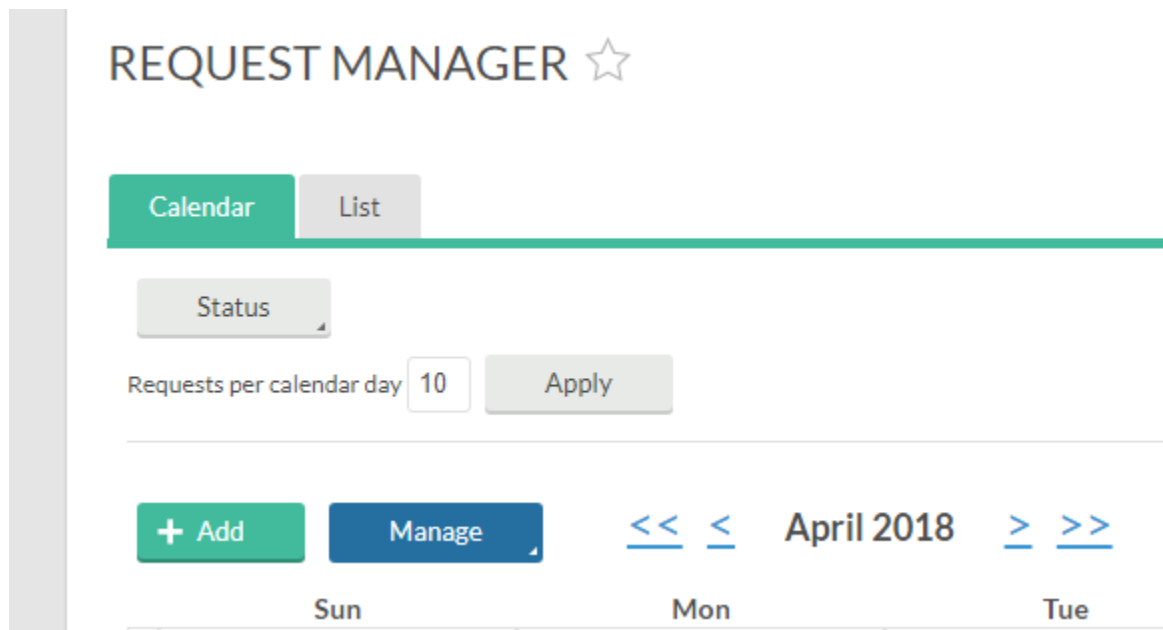 REQUEST MANAGER
Calendar List
Status
Requests per calendar day 10 Apply
+ Add Manage << < April 2018 > >>
Sun Mon Tue